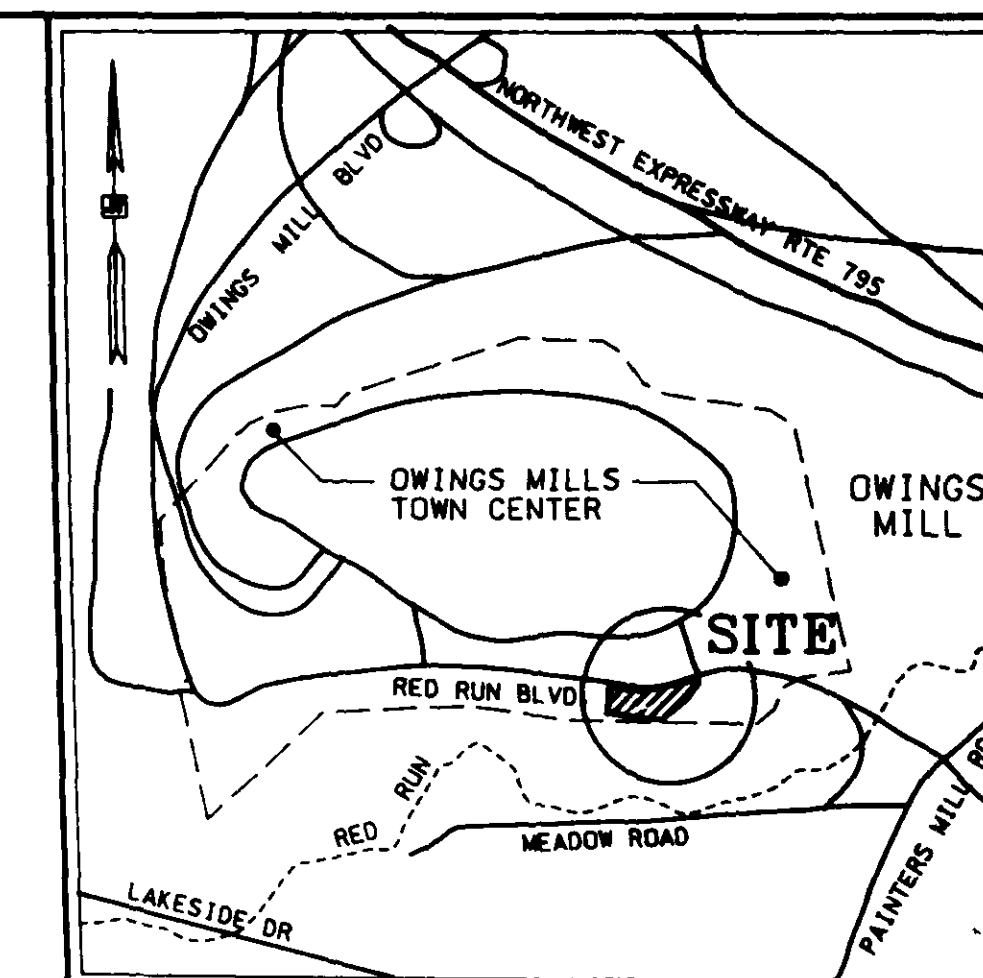 NORTHWEST EXPRESSWAY RTE 795
OWINGS MILL BLVD
OWINGS MILLS
TOWN CENTER
OWINGS
MILL
SITE
RED RUN BLVD
RED RUN
MEADOW ROAD
PAINTERS MILL
LAKESIDE DR